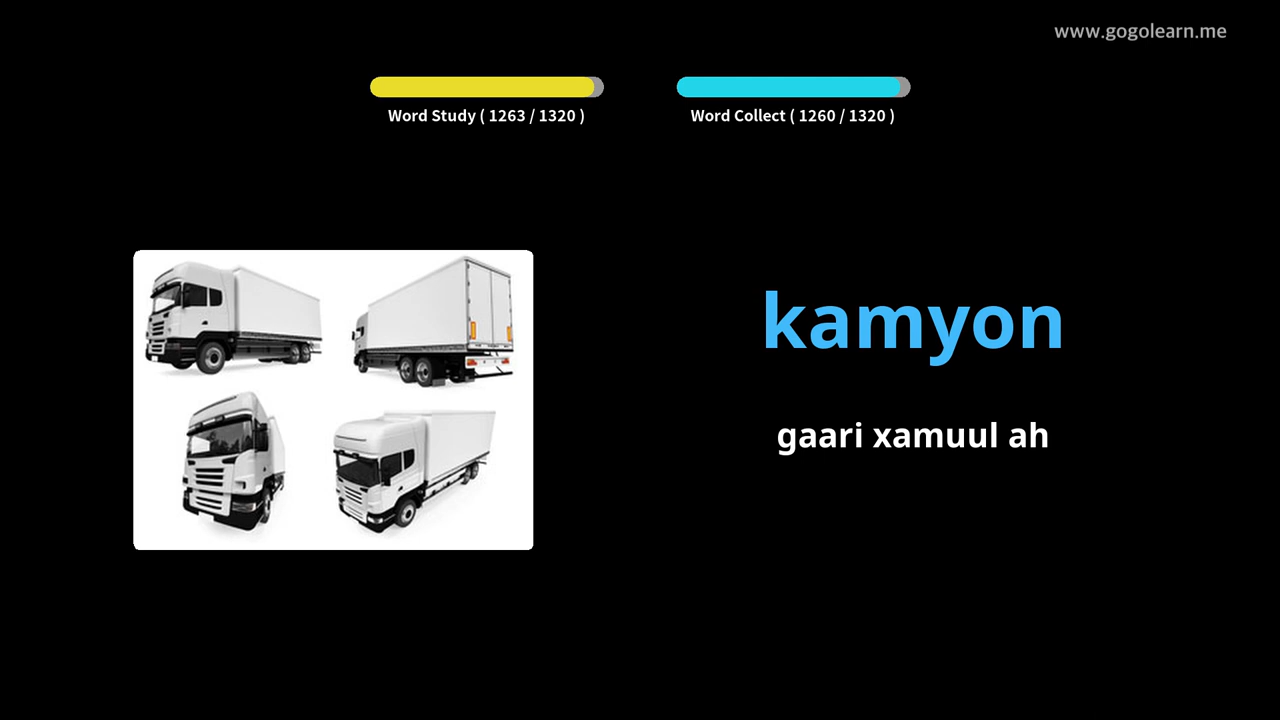 www.gogolearn.me
Word Study ( 1263 / 1320 )
Word Collect ( 1260 / 1320 )
kamyon
gaari xamuul ah